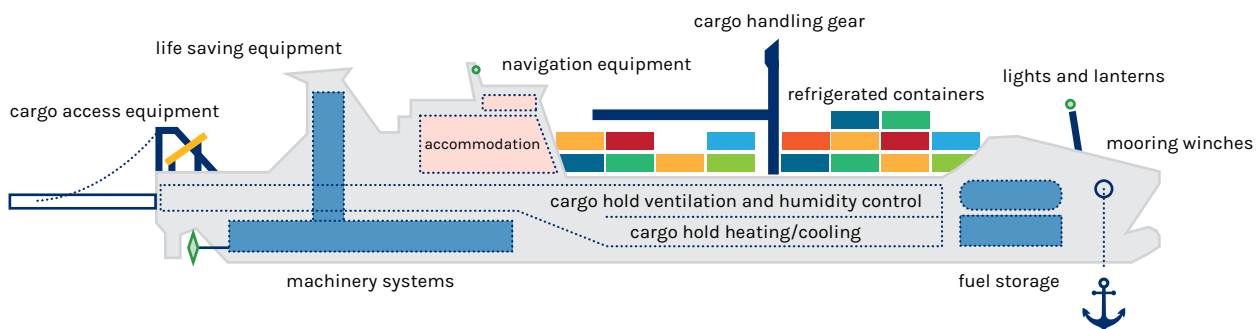 cargo handling gear
life saving equipment
navigation equipment
lights and lanterns
refrigerated containers
cargo access equipment
accommodation
mooring winches
cargo hold ventilation and humidity control
cargo hold heating/cooling
machinery systems
fuel storage